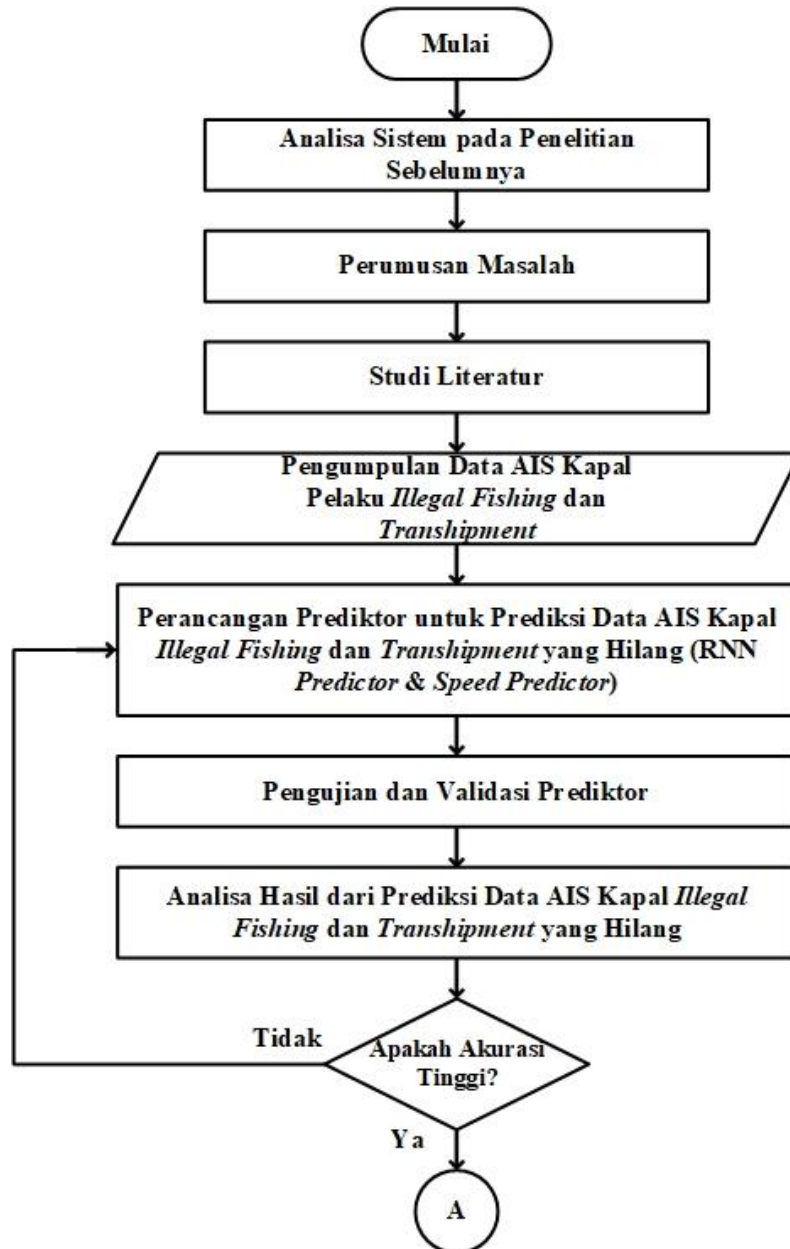 Mulai
Analisa Sistem pada Penelitian
Sebelumnya
Perumusan Masalah
Studi Literatur
Pengumpulan Data AIS Kapal
Pelaku Illegal Fishing dan
Transhipment
Perancangan Prediktor untuk Prediksi Data AIS Kapal
Illegal Fishing dan Transhipment yang Hilang (RNN
Predictor & Speed Predictor)
Pengujian dan Validasi Prediktor
Analisa Hasil dari Prediksi Data AIS Kapal Illegal
Fishing dan Transhipment yang Hilang
Tidak
Apakah Akurasi
Tinggi?
Ya
A